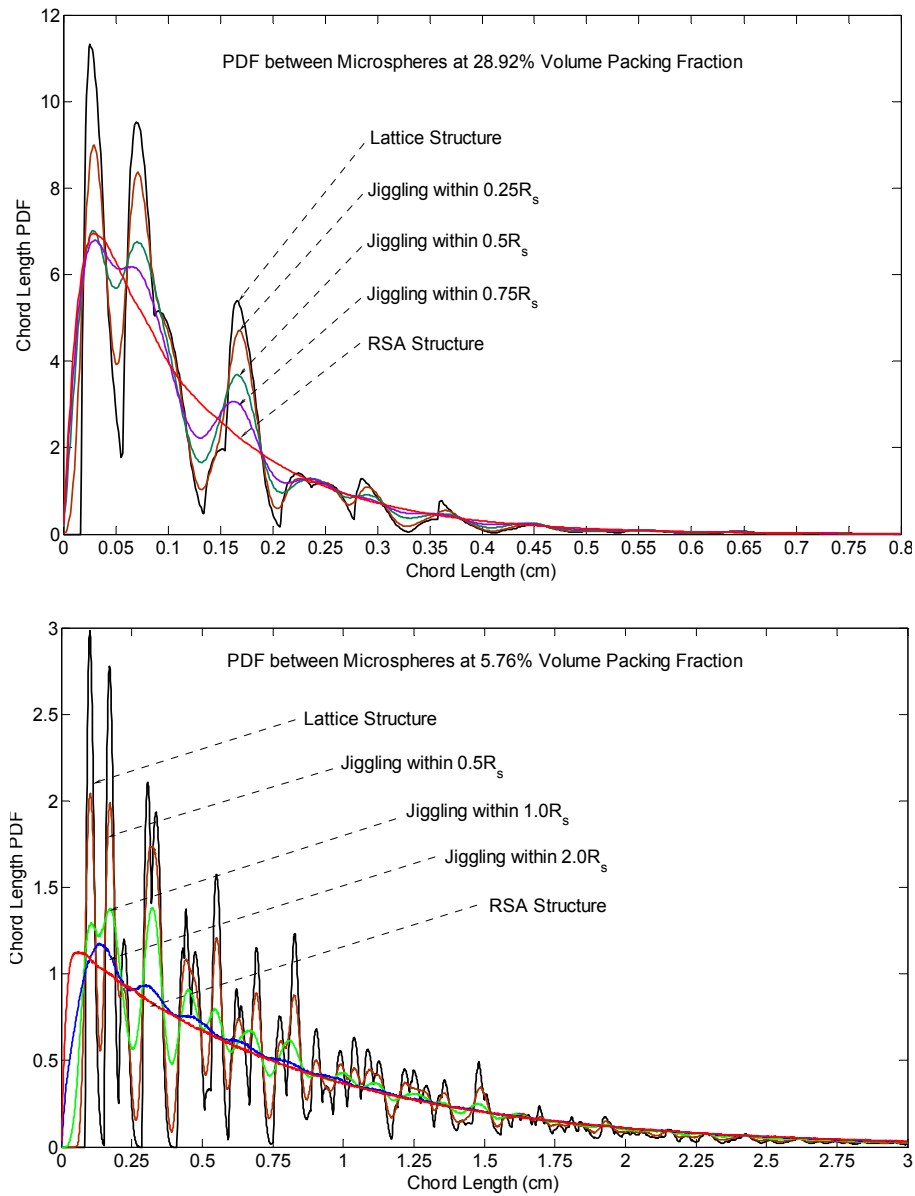 PDF between Microspheres at 28.92% Volume Packing Fraction
Lattice Structure
Jiggling within 0.25Rs
Jiggling within 0.5Rs
Jiggling within 0.75Rs
RSA Structure
Chord Length PDF
12
10
8
6
4
2
0
0 0.05 0.1 0.15 0.2 0.25 0.3 0.35 0.4 0.45 0.5 0.55 0.6 0.65 0.7 0.75 0.8
Chord Length (cm)
PDF between Microspheres at 5.76% Volume Packing Fraction
Lattice Structure
Jiggling within 0.5Rs
Jiggling within 1.0Rs
Jiggling within 2.0Rs
RSA Structure
Chord Length PDF
3
2.5
2
1.5
1
0.5
0
0 0.25 0.5 0.75 1 1.25 1.5 1.75 2 2.25 2.5 2.75 3
Chord Length (cm)